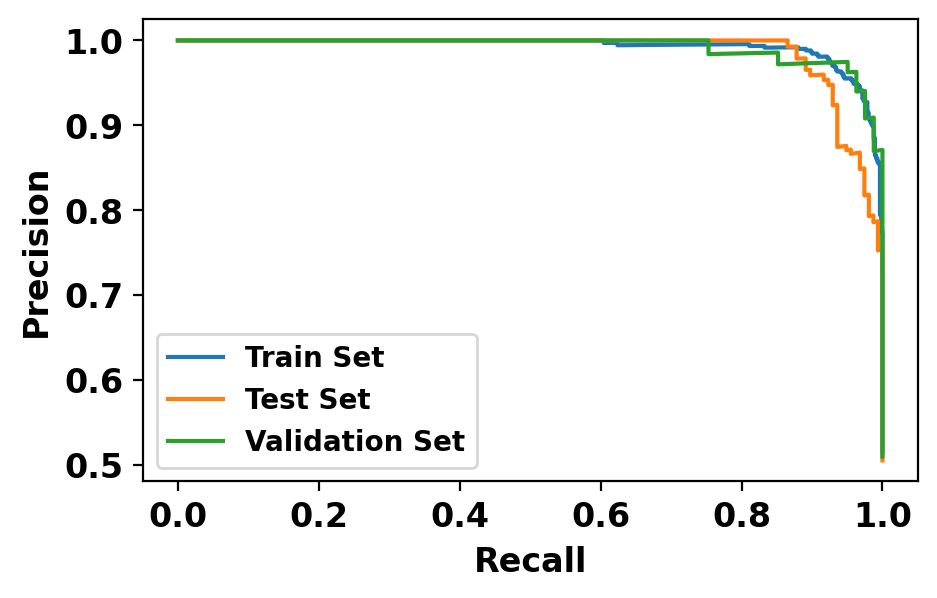 1.0
0.9
0.8
0.7
0.6
0.5
Precision
Train Set
Test Set
Validation Set
0.0 0.2 0.4 0.6 0.8 1.0
Recall